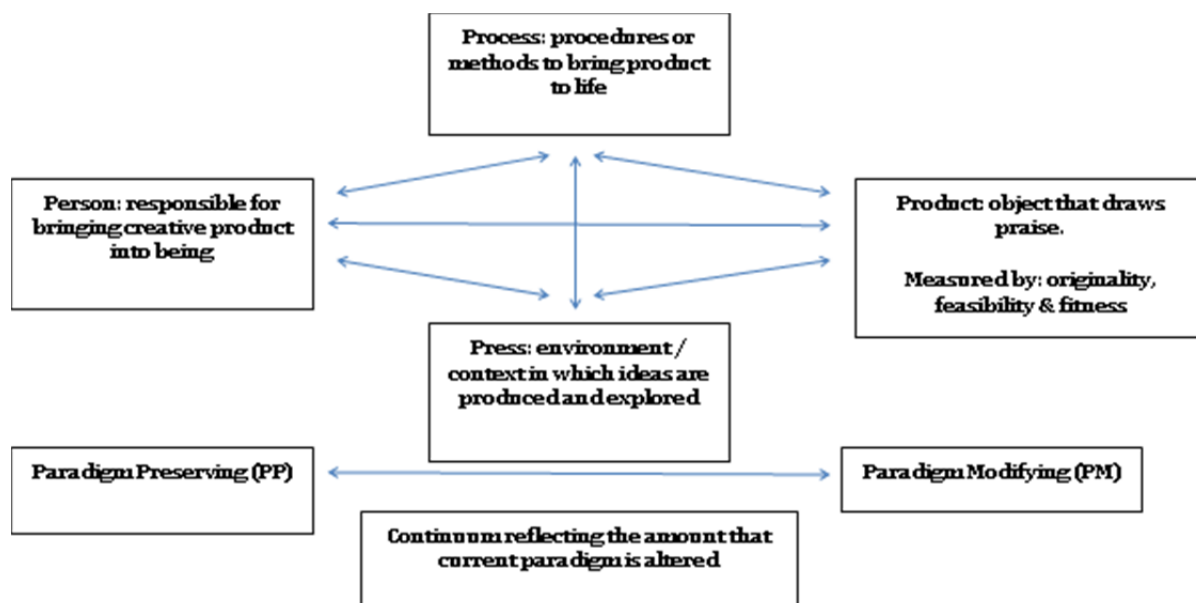 Process: procedures or
methods to bring product
to life
Person: responsible for
bringing creative product
into being
Product: object that draws
praise.
Measured by: originality,
feasibility & fitness
Press: environment /
context in which ideas are
produced and explored
Paradigm Preserving (PP)
Paradigm Modifying (PM)
Continuum reflecting the amount that
current paradigm is altered